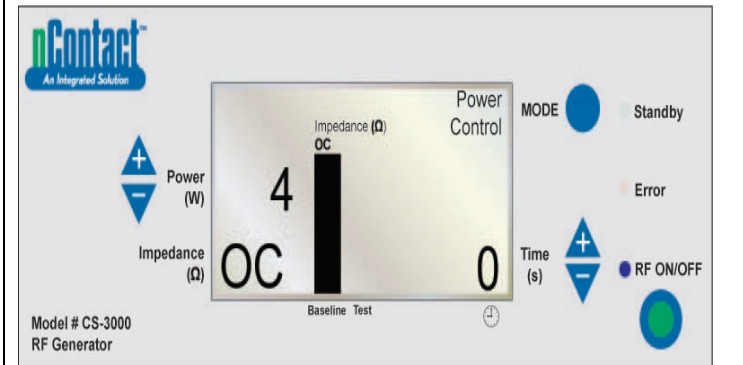 nContact
An Integrated Solution
Power
Control
MODE
Standby
Impedance (Ω)
OC
+
−
Power
(W)
4
Error
Impedance
(Ω)
OC
0
Time
(s)
+
−
RF ON/OFF
Baseline Test
Model # CS-3000
RF Generator